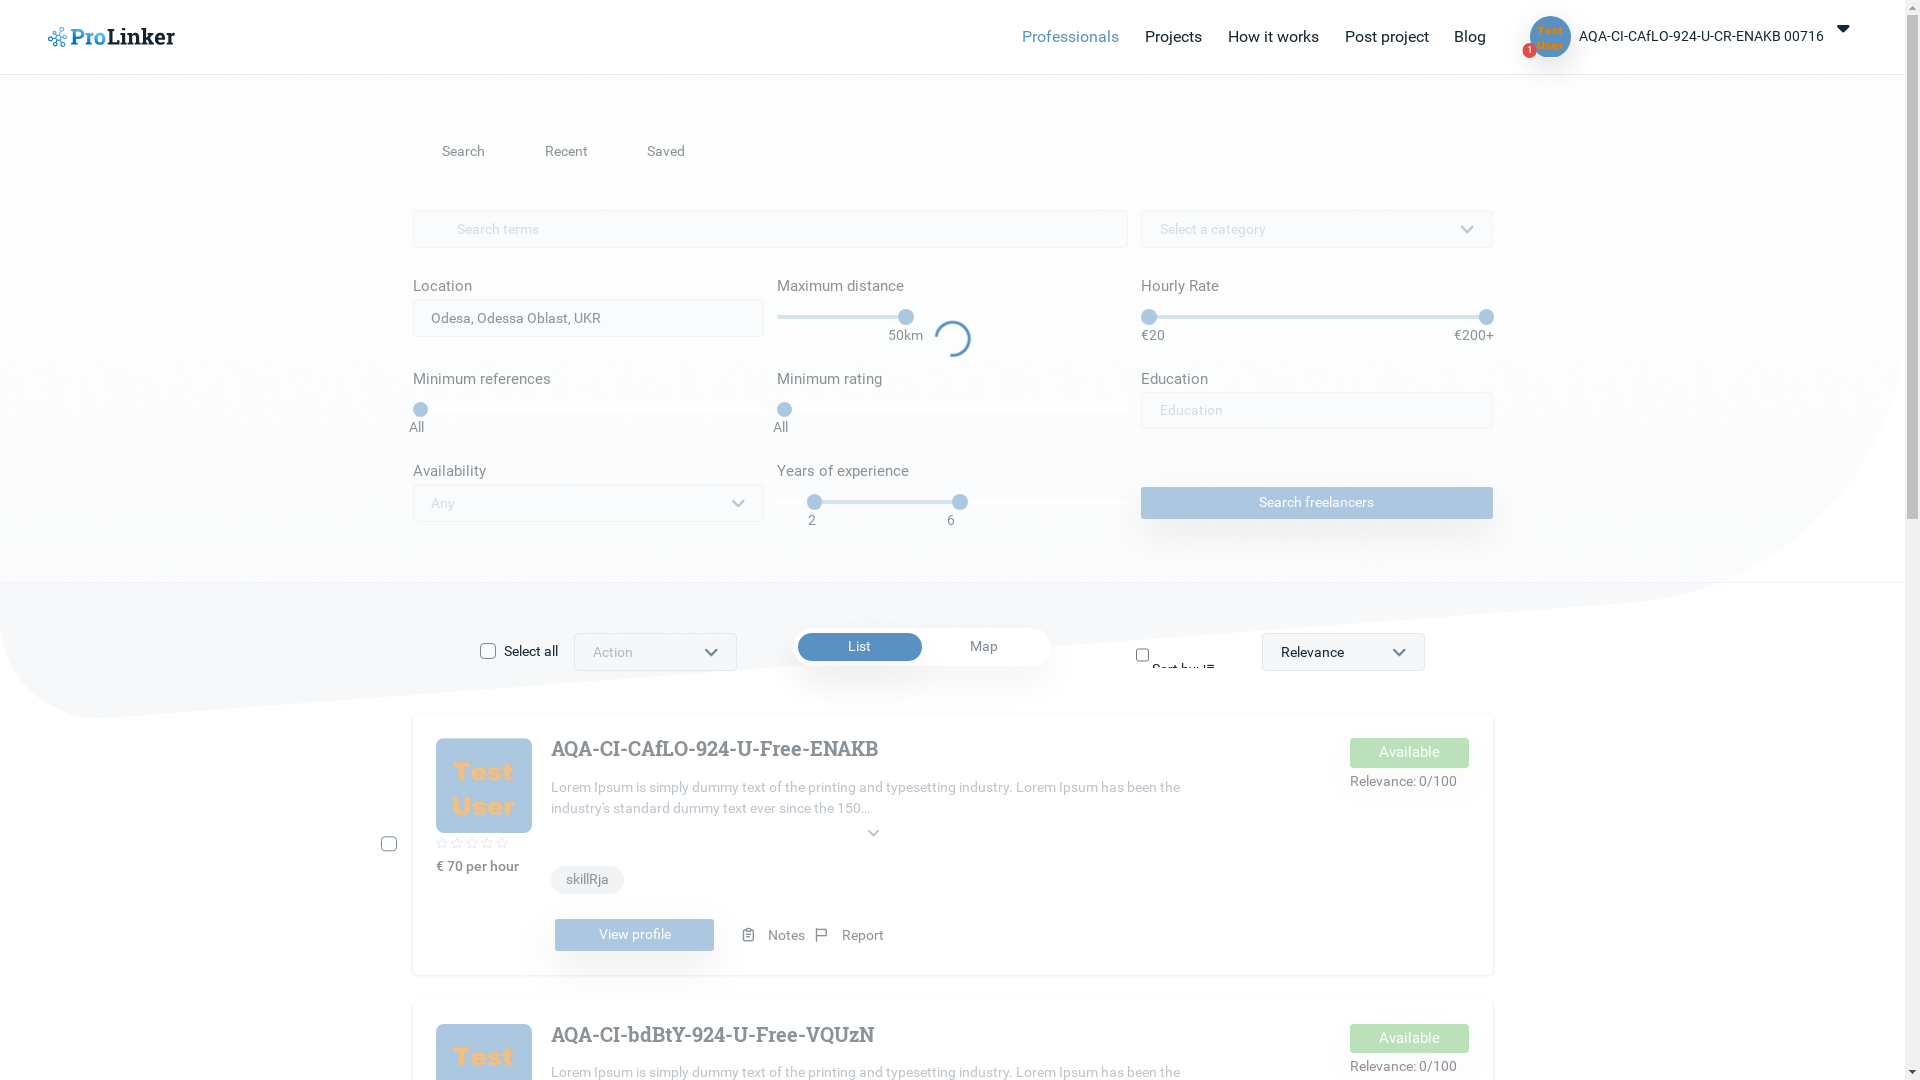 ProLinker
Professionals
Projects
How it works
Post project
Blog
Test
User
1
AQA-CI-CAfLO-924-U-CR-ENAKB 00716
Search
Recent
Saved
Search terms
Select a category
Location
Maximum distance
Hourly Rate
Odesa, Odessa Oblast, UKR
50km
€20
€200+
Minimum references
Minimum rating
Education
All
All
Education
Availability
Years of experience
Any
2
6
Search freelancers
Select all
Action
List
Map
Sort by:
Relevance
Test
User
AQA-CI-CAfLO-924-U-Free-ENAKB
Available
Relevance: 0/100
Lorem Ipsum is simply dummy text of the printing and typesetting industry. Lorem Ipsum has been the
industry's standard dummy text ever since the 150...
€ 70 per hour
skillRja
View profile
Notes
Report
Test
AQA-CI-bdBtY-924-U-Free-VQUzN
Available
Relevance: 0/100
Lorem Ipsum is simply dummy text of the printing and typesetting industry. Lorem Ipsum has been the